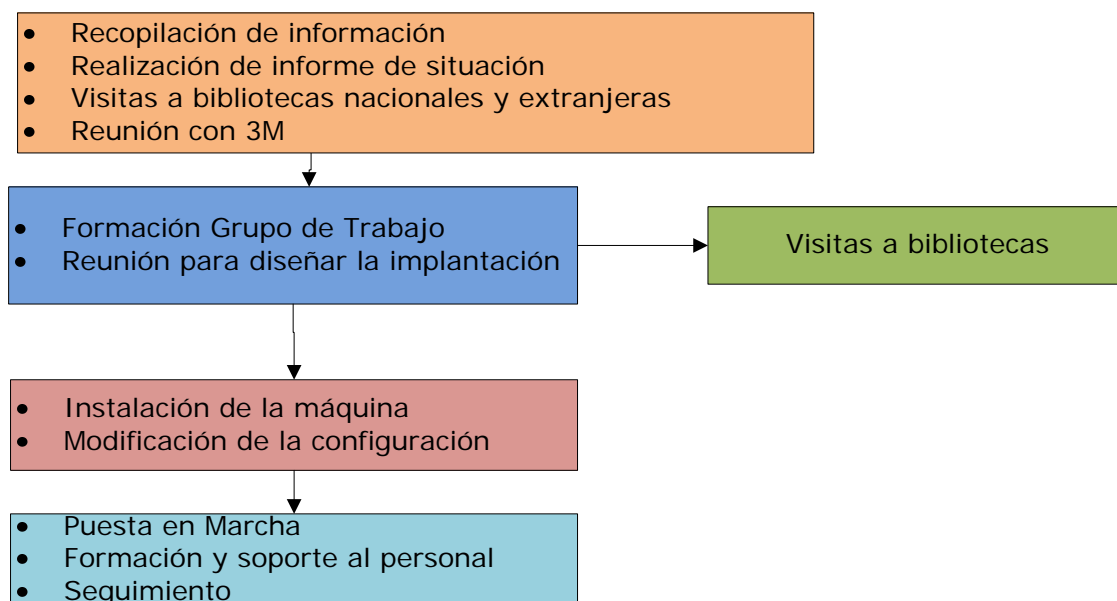 • Recopilación de información
• Realización de informe de situación
• Visitas a bibliotecas nacionales y extranjeras
• Reunión con 3M
• Formación Grupo de Trabajo
• Reunión para diseñar la implantación
Visitas a bibliotecas
• Instalación de la máquina
• Modificación de la configuración
• Puesta en Marcha
• Formación y soporte al personal
• Seguimiento